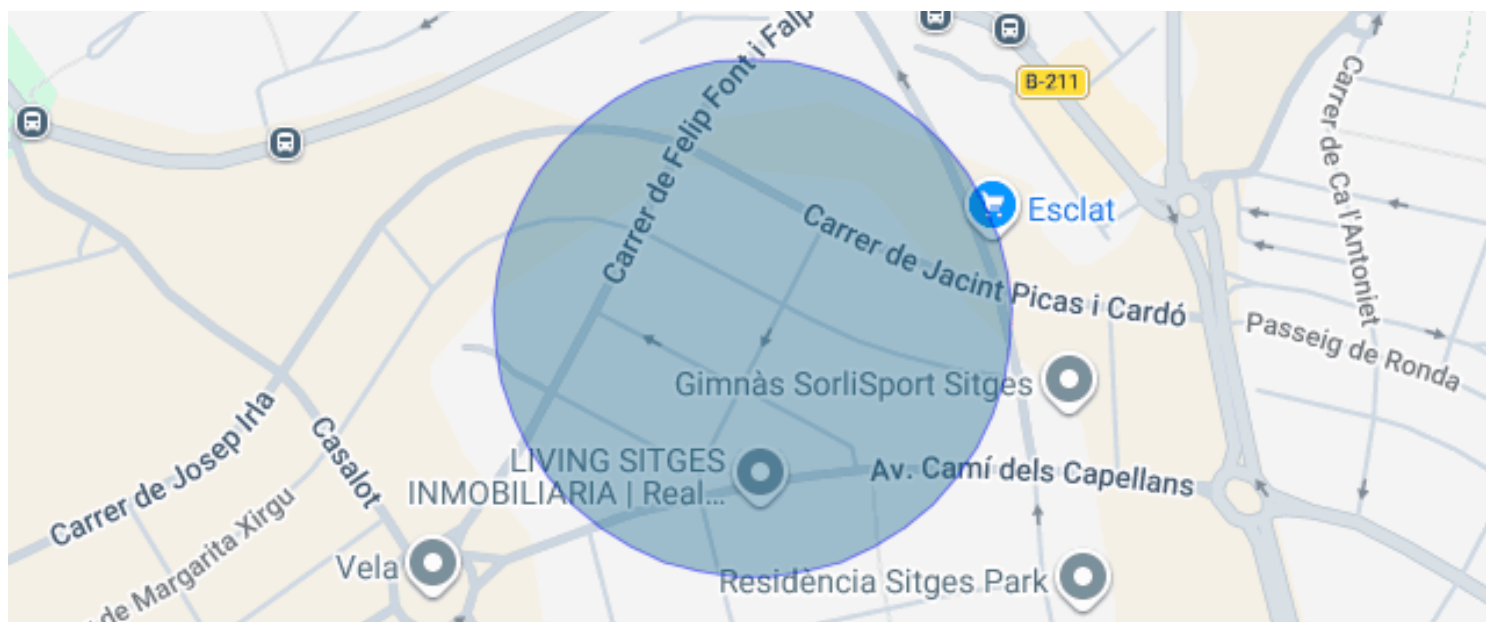 Carrer de Felip Font i Falp
B-211
Carrer de Ca l'Antoniet
Esclat
Carrer de Jacint Picas i Cardó
Passeig de Ronda
Gimnàs SorliSport Sitges
Carrer de Josep Irla
Casalot
LIVING SITGES
INMOBILIARIA | Real...
Av. Camí dels Capellans
de Margarita Xirgu
Vela
Residència Sitges Park